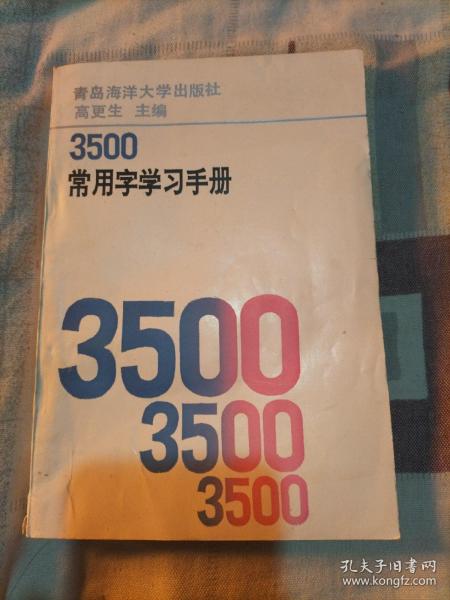 青岛海洋大学出版社
高更生 主编
3500
常用字学习手册
3500
3500
3500
孔夫子旧书网
www.kongfz.com